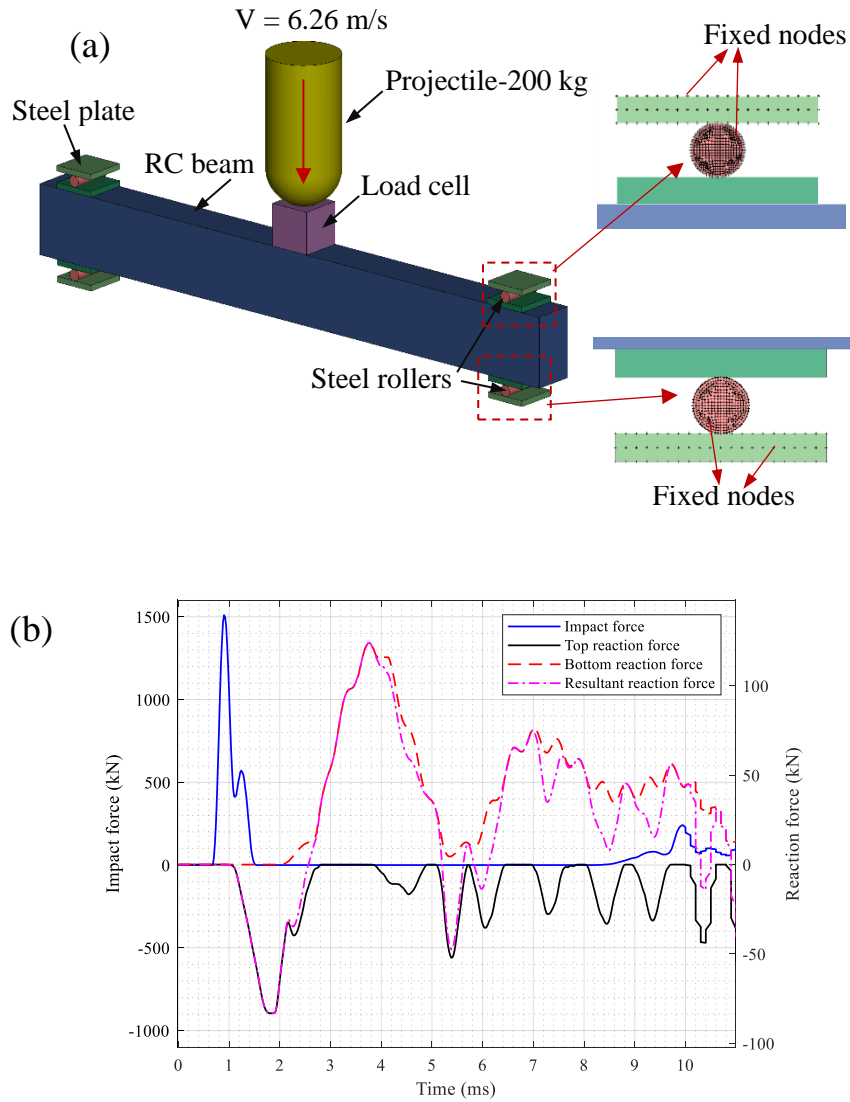 (a)
V = 6.26 m/s
Fixed nodes
Projectile-200 kg
Steel plate
RC beam
Load cell
Steel rollers
Fixed nodes
(b)
Impact force
Top reaction force
Bottom reaction force
Resultant reaction force
1500
1000
500
0
-500
-1000
Impact force (kN)
100
50
0
-50
-100
Reaction force (kN)
0 1 2 3 4 5 6 7 8 9 10
Time (ms)